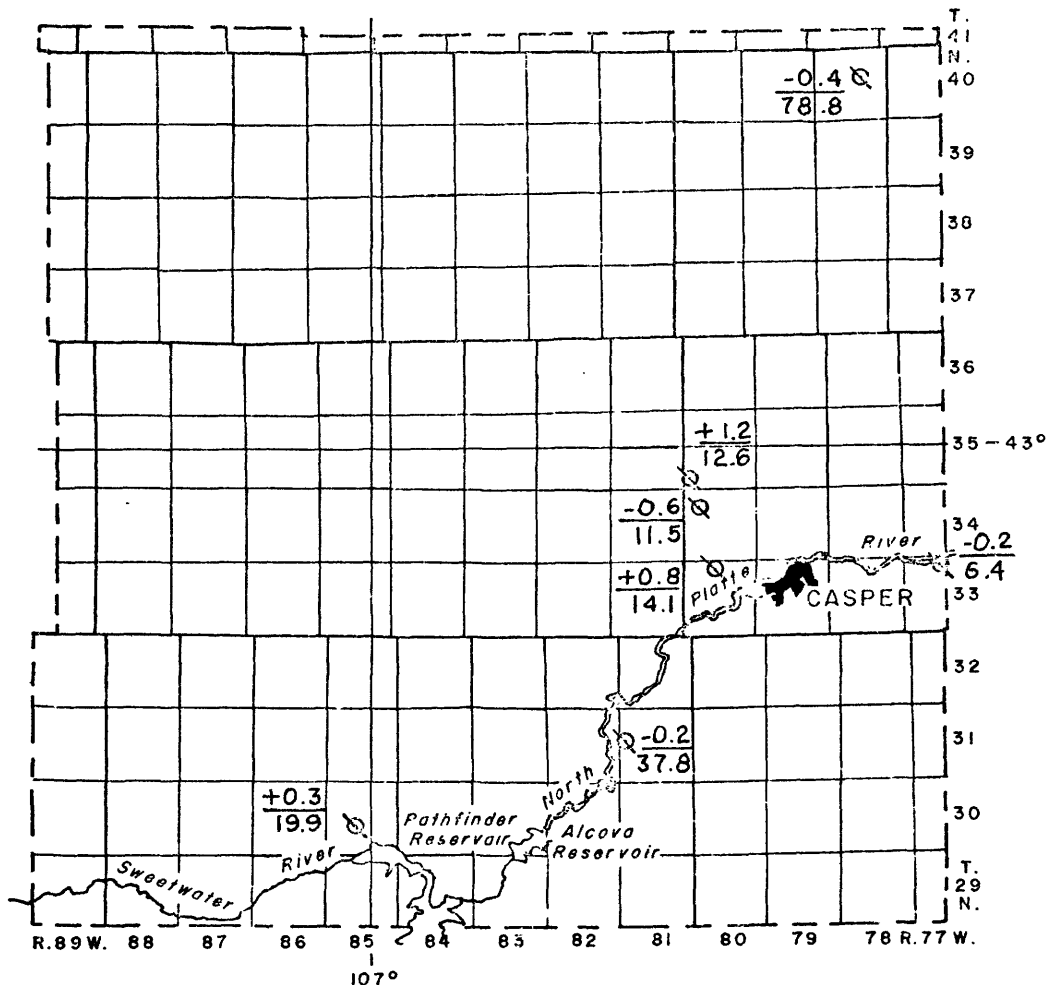 T.
41
N.
40
-0.4
78.8
39
38
37
36
+1.2
12.6
35-43°
-0.6
11.5
34
River
-0.2
6.4
+0.8
14.1
Platte
33
CASPER
32
31
-0.2
37.8
North
+0.3
19.9
30
Pathfinder
Reservoir
Alcova
Reservoir
River
Sweetwater
T.
29
N.
R.89W. 88 87 86 85 84 83 82 81 80 79 78 R.77W.
107°